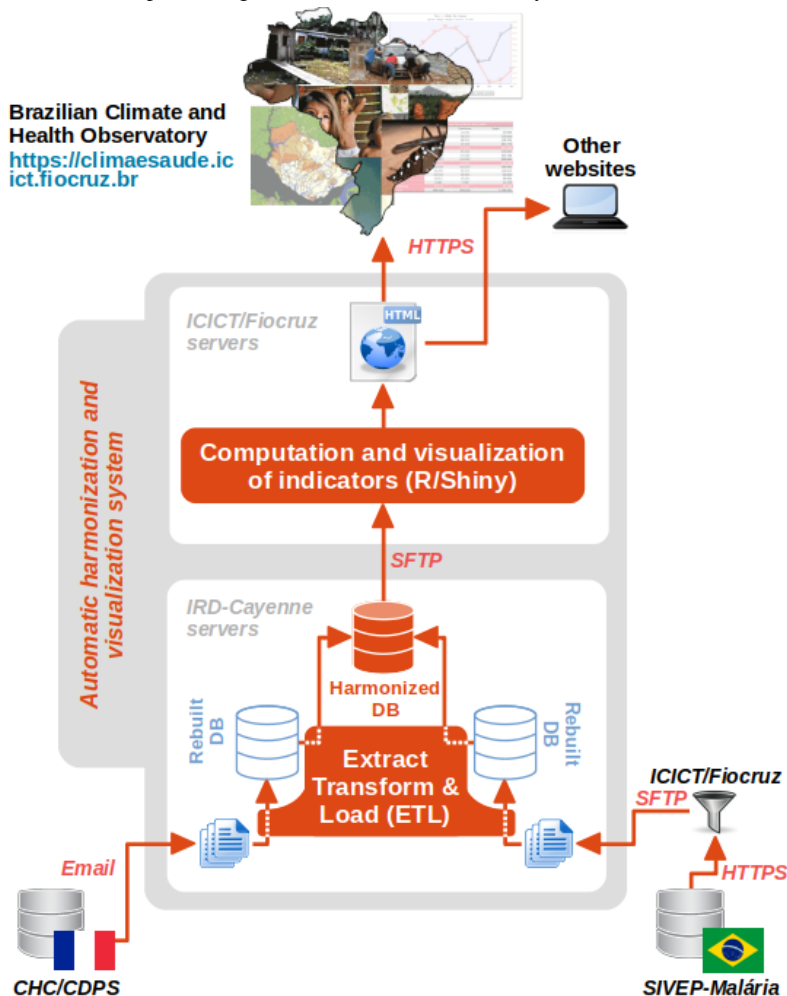 Brazilian Climate and
Health Observatory
https://climaesaude.ic
ict.fiocruz.br
Other
websites
HTTPS
ICICT/Fiocruz
servers
HTML
Computation and visualization
of indicators (R/Shiny)
Automatic harmonization and
visualization system
SFTP
IRD-Cayenne
servers
Harmonized
DB
Rebuilt
DB
Rebuilt
DB
Extract
Transform &
Load (ETL)
ICICT/Fiocruz
SFTP
Email
HTTPS
CHC/CDPS
SIVEP-Malária